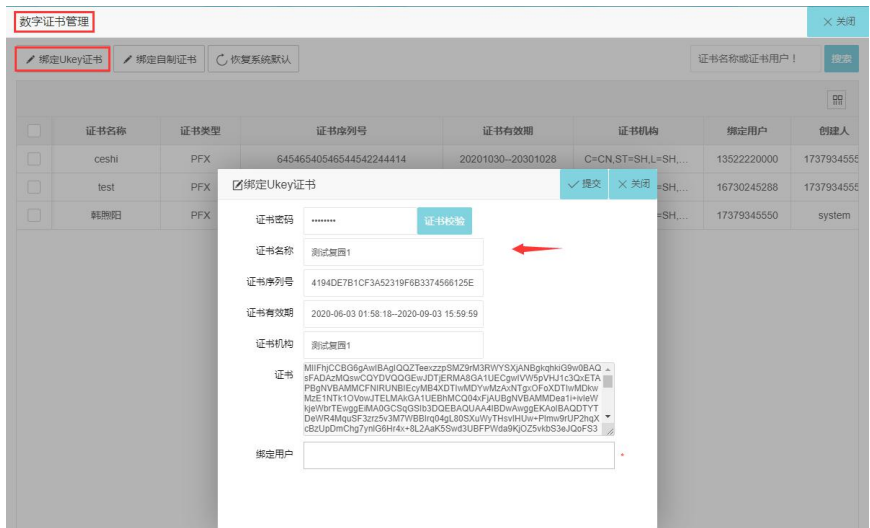 数字证书管理
关闭
绑定Ukey证书 绑定自制证书 恢复系统默认 证书名称或证书用户！ 搜索
证书名称 证书类型 证书序列号 证书有效期 证书机构 绑定用户 创建人
ceshi PFX 6454654054654454224441​4 20201030--20301028 C=CN,ST=SH,L=SH,... 13522220000 1737934555
test PFX =SH,... 16730245288 1737934555
韩煦阳 PFX =SH,... 17379345550 system
绑定Ukey证书 提交 关闭
证书密码 •••••••• 证书校验
证书名称 测试复园1
证书序列号 4194DE7B1CF3A52319F6B3374566125E
证书有效期 2020-06-03 01:58:18--2020-09-03 15:59:59
证书机构 测试复园1
证书
MIIFhjCCBG6gAwIBAgIQQZTeexzzpSMZ9rM3RWYSXjANBgkqhkiG9w0BAQ
sFADAzMQswCQYDVQQGEwJDTjERMA8GA1UECgwIVW5pVHJ1c3QxETA
PBgNVBAMMCFNIRUNBIEcyMB4XDTIwMDYwMzAxNTgxOFoXDTIwMDkw
MzE1NTk1OVowJTELMAkGA1UEBhMCQ04xFjAUBgNVBAMMDea1i+ivleW
kjeWbrTEwggEiMA0GCSqGSIb3DQEBAQUAA4IBDwAwggEKAoIBAQDTYT
DeWR4MquSF3zrz5v3M7WBBIrq04gL80SXuWyTHsvIHUw+Plmw9rUP2hqX
cBzUpDmChg7ynIG6Hr4x+8L2AaK5Swd3UBFPWda9KjOZ5vkbS3eJQoFS3
绑定用户 *